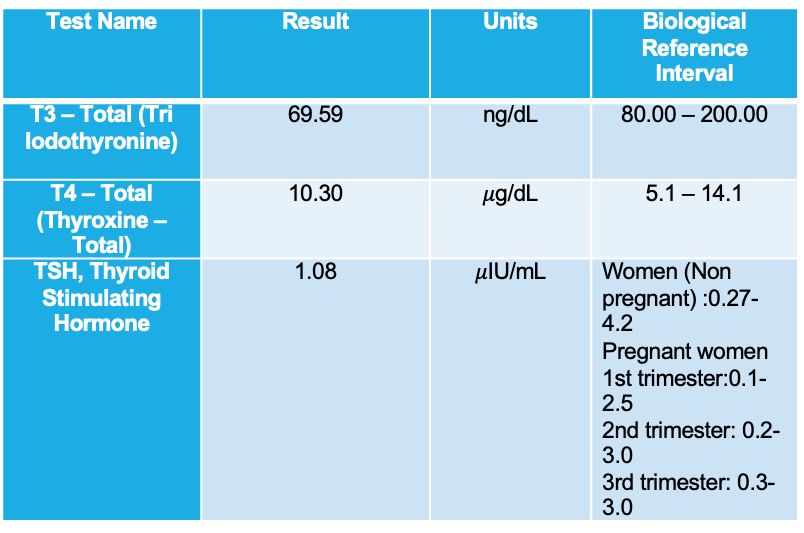 Test Name
Result
Units
Biological
Reference
Interval
T3 – Total (Tri
Iodothyronine)
69.59
ng/dL
80.00 – 200.00
T4 – Total
(Thyroxine –
Total)
10.30
µg/dL
5.1 – 14.1
TSH, Thyroid
Stimulating
Hormone
1.08
µIU/mL
Women (Non
pregnant) :0.27-
4.2
Pregnant women
1st trimester:0.1-
2.5
2nd trimester: 0.2-
3.0
3rd trimester: 0.3-
3.0